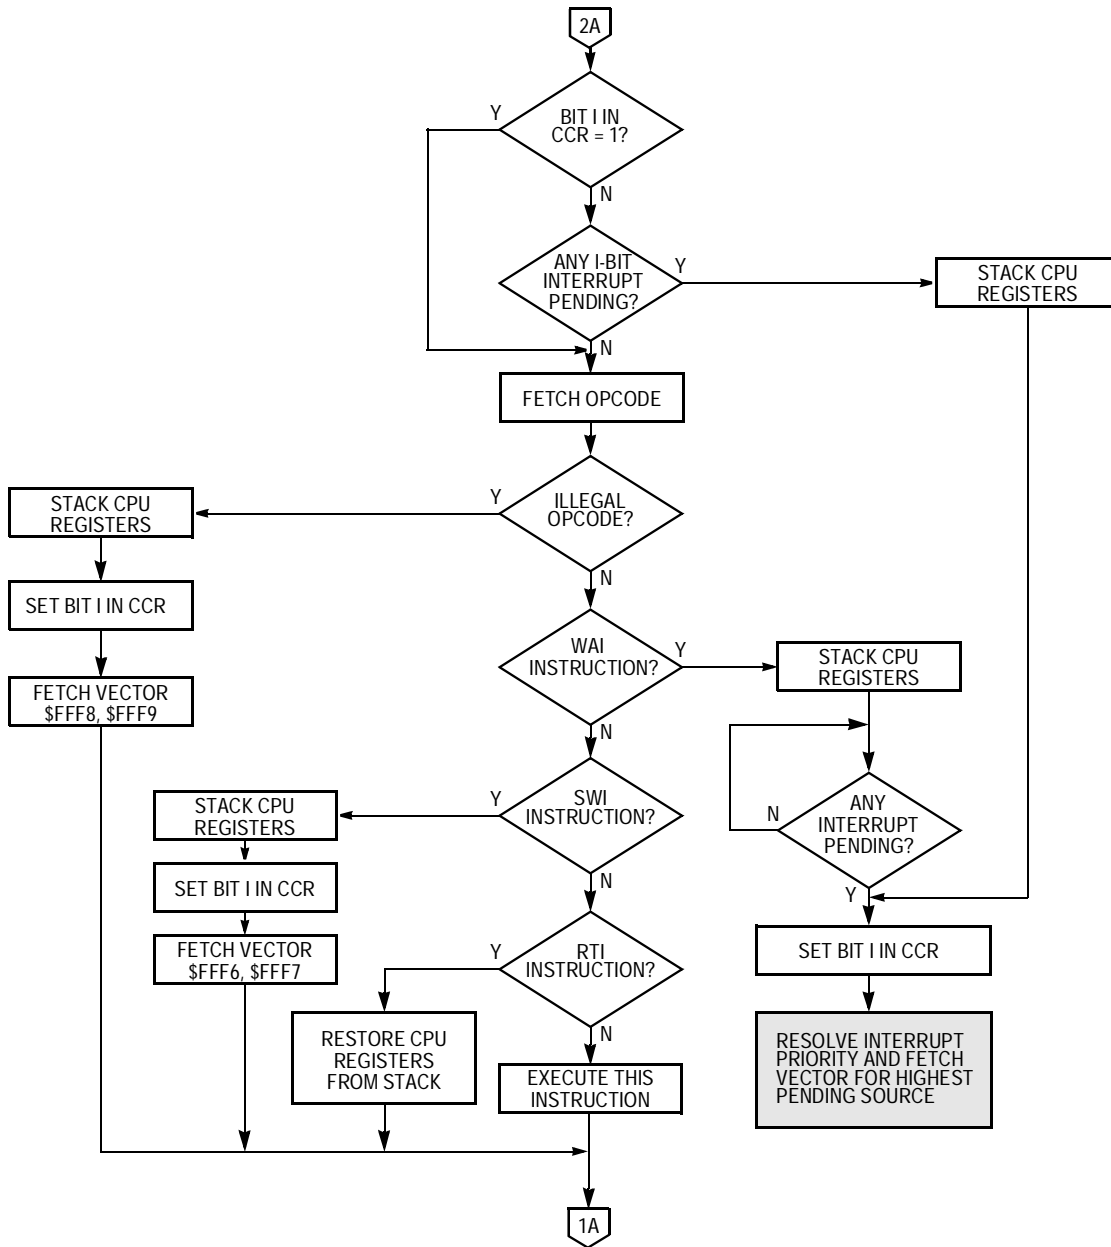 2A
BIT I IN
CCR = 1?
Y
N
ANY I-BIT
INTERRUPT
PENDING?
Y
N
STACK CPU
REGISTERS
FETCH OPCODE
ILLEGAL
OPCODE?
Y
N
STACK CPU
REGISTERS
SET BIT I IN CCR
FETCH VECTOR
$FFF8, $FFF9
WAI
INSTRUCTION?
Y
N
STACK CPU
REGISTERS
ANY
INTERRUPT
PENDING?
N
Y
SWI
INSTRUCTION?
Y
N
STACK CPU
REGISTERS
SET BIT I IN CCR
FETCH VECTOR
$FFF6, $FFF7
RTI
INSTRUCTION?
Y
N
RESTORE CPU
REGISTERS
FROM STACK
EXECUTE THIS
INSTRUCTION
SET BIT I IN CCR
RESOLVE INTERRUPT
PRIORITY AND FETCH
VECTOR FOR HIGHEST
PENDING SOURCE
1A